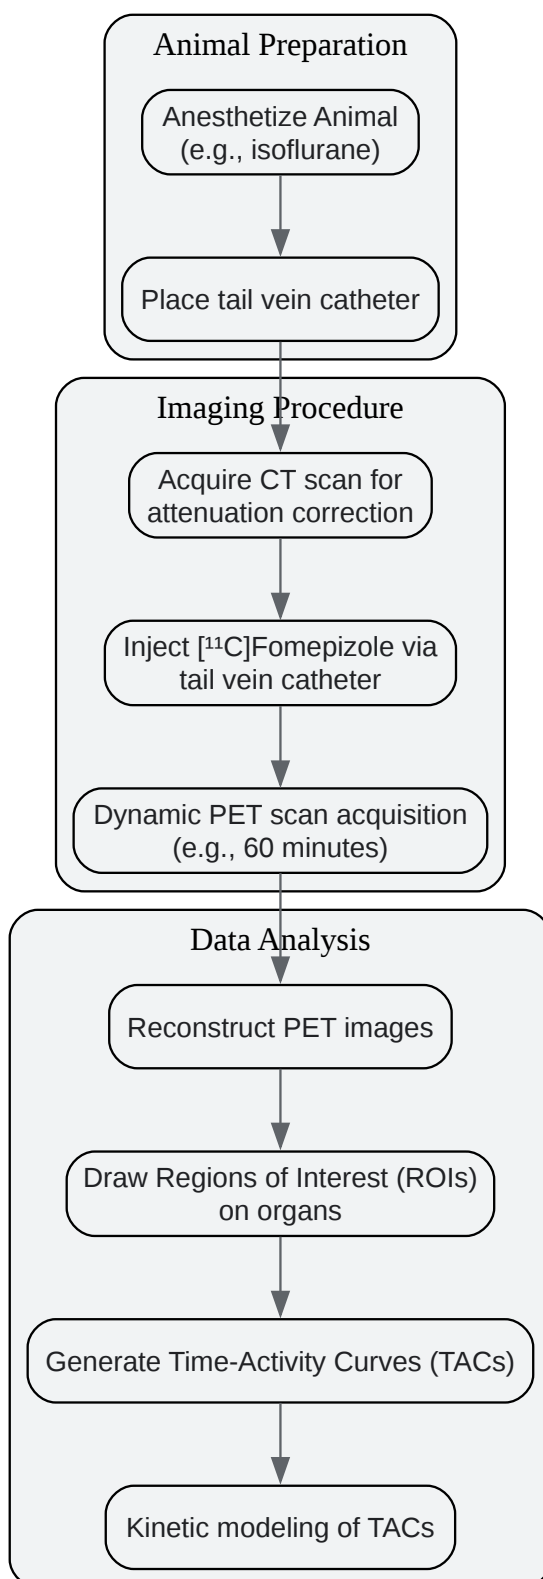 Animal Preparation
Anesthetize Animal
(e.g., isoflurane)
Place tail vein catheter
Imaging Procedure
Acquire CT scan for
attenuation correction
Inject [¹¹C]Fomepizole via
tail vein catheter
Dynamic PET scan acquisition
(e.g., 60 minutes)
Data Analysis
Reconstruct PET images
Draw Regions of Interest (ROIs)
on organs
Generate Time-Activity Curves (TACs)
Kinetic modeling of TACs